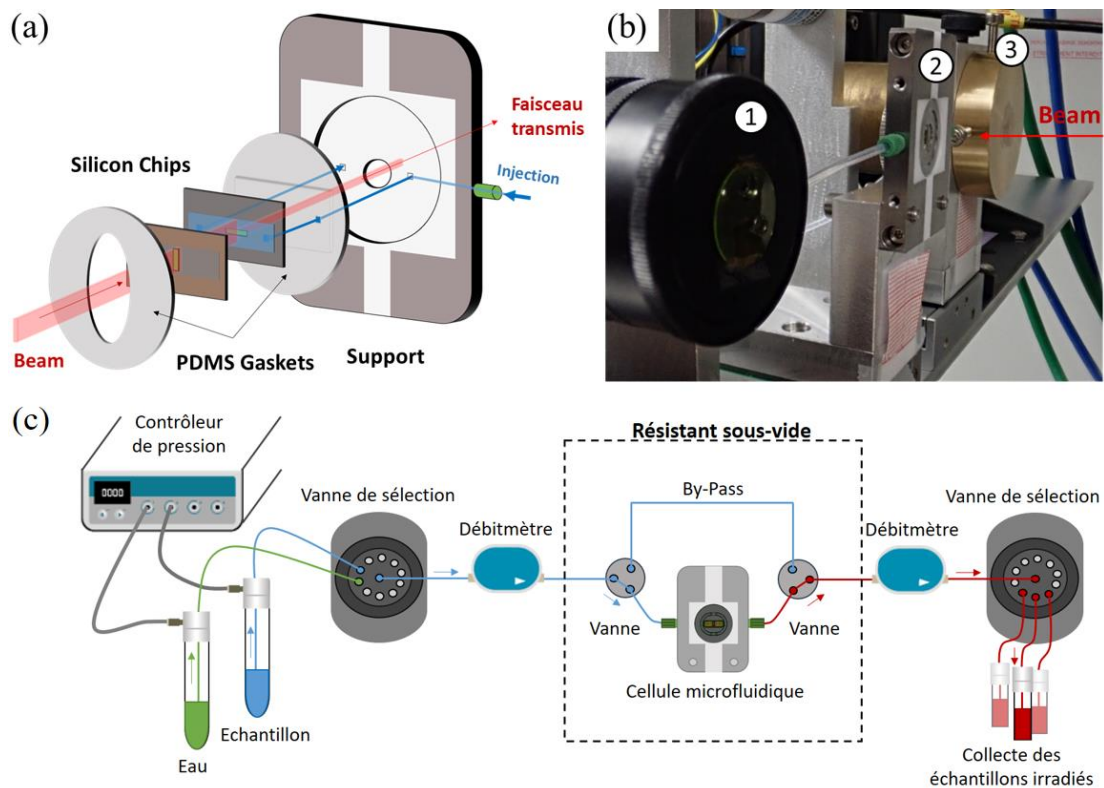 (a)
Silicon Chips
Faisceau
transmis
Injection
Beam
PDMS Gaskets
Support
(b)
1
2
3
Beam
(c)
Contrôleur
de pression
0000
Vanne de sélection
Débitmètre
Résistant sous-vide
By-Pass
Vanne
Vanne
Cellule microfluidique
Débitmètre
Vanne de sélection
Echantillon
Eau
Collecte des
échantillons irradiés